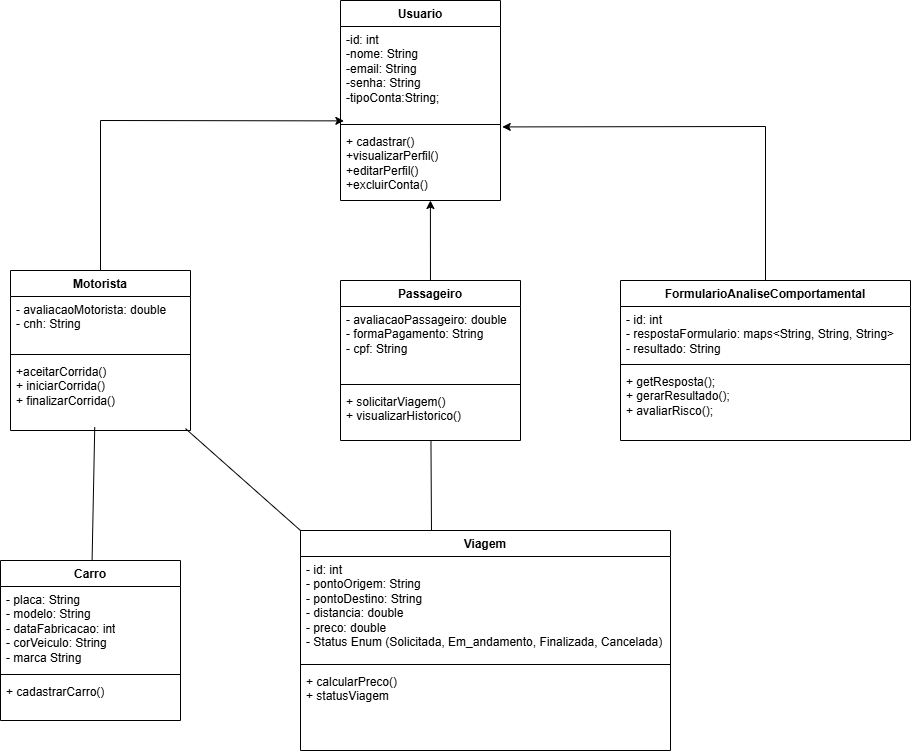 Usuario
-id: int
-nome: String
-email: String
-senha: String
-tipoConta:String;
+ cadastrar()
+visualizarPerfil()
+editarPerfil()
+excluirConta()
Motorista
- avaliacaoMotorista: double
- cnh: String
+aceitarCorrida()
+ iniciarCorrida()
+ finalizarCorrida()
Passageiro
- avaliacaoPassageiro: double
- formaPagamento: String
- cpf: String
+ solicitarViagem()
+ visualizarHistorico()
FormularioAnaliseComportamental
- id: int
- respostaFormulario: maps<String, String, String>
- resultado: String
+ getResposta();
+ gerarResultado();
+ avaliarRisco();
Carro
- placa: String
- modelo: String
- dataFabricacao: int
- corVeiculo: String
- marca String
+ cadastrarCarro()
Viagem
- id: int
- pontoOrigem: String
- pontoDestino: String
- distancia: double
- preco: double
- Status Enum (Solicitada, Em_andamento, Finalizada, Cancelada)
+ calcularPreco()
+ statusViagem